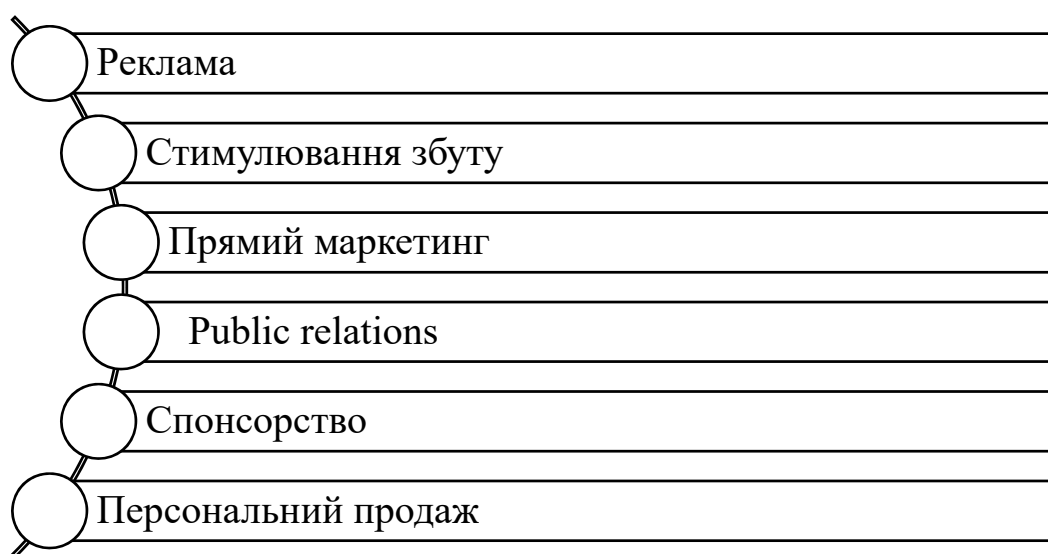 Реклама
Стимулювання збуту
Прямий маркетинг
Public relations
Спонсорство
Персональний продаж